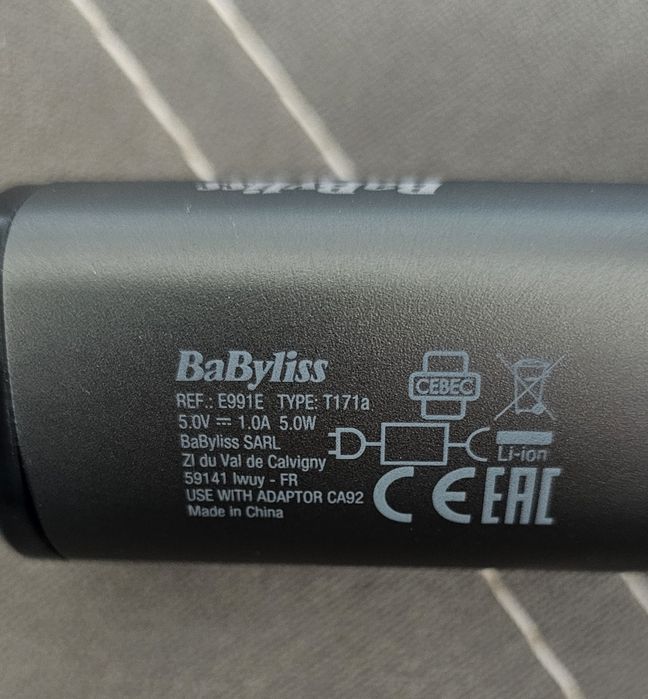 BaByliss
BaByliss
REF.: E991E TYPE: T171a
5.0V ⎓ 1.0A 5.0W
BaByliss SARL
ZI du Val de Calvigny
59141 Iwuy - FR
USE WITH ADAPTOR CA92
Made in China
CEBEC
Li-ion
CE EAC